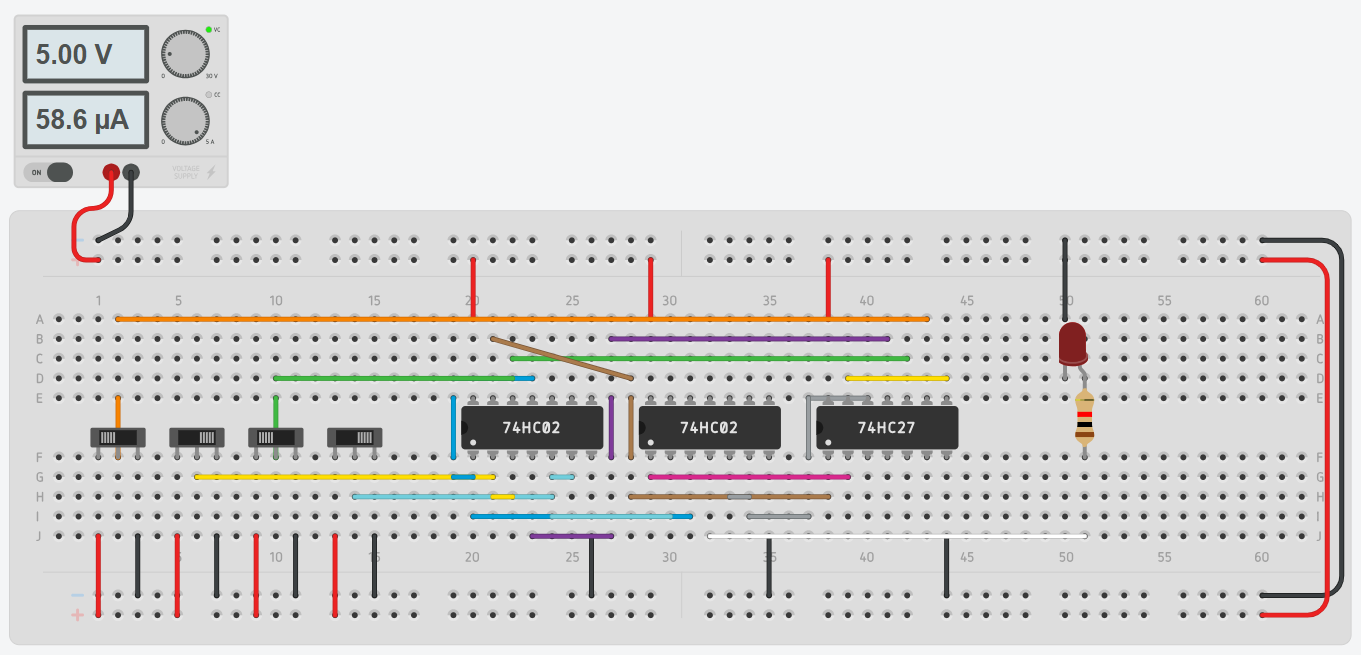 5.00 V
VC
0 30 V
58.6 µA
CC
0 5 A
ON
VOLTAGE SUPPLY
− +
1 5 10 15 20 25 30 35 40 45 50 55 60
A A
B B
C C
D D
E E
74HC02 74HC02 74HC27
F F
G G
H H
I I
J J
5 10 15 20 25 30 35 40 45 50 55 60
−
+